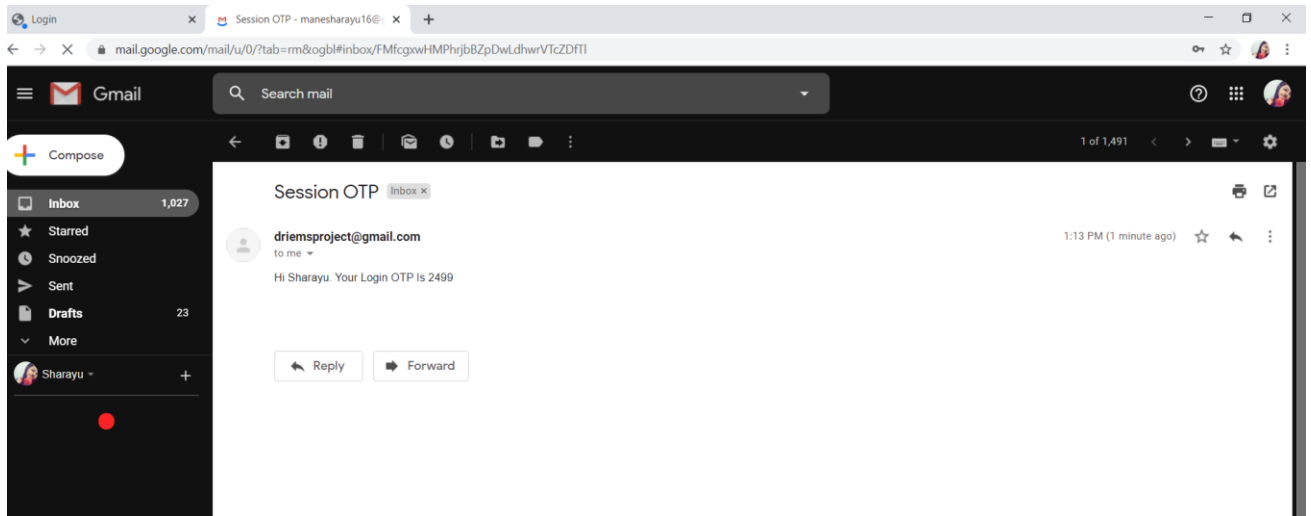 Login
Session OTP - manesharayu16@
mail.google.com/mail/u/0/?tab=rm&ogbl#inbox/FMfcgxwHMPhrjbBZpDwLdhwrVTcZDfTl
Gmail
Search mail
Compose
1 of 1,491
Inbox 1,027
Starred
Snoozed
Sent
Drafts 23
More
Sharayu
Session OTP Inbox ×
driemsproject@gmail.com 1:13 PM (1 minute ago)
to me
Hi Sharayu. Your Login OTP Is 2499
Reply Forward